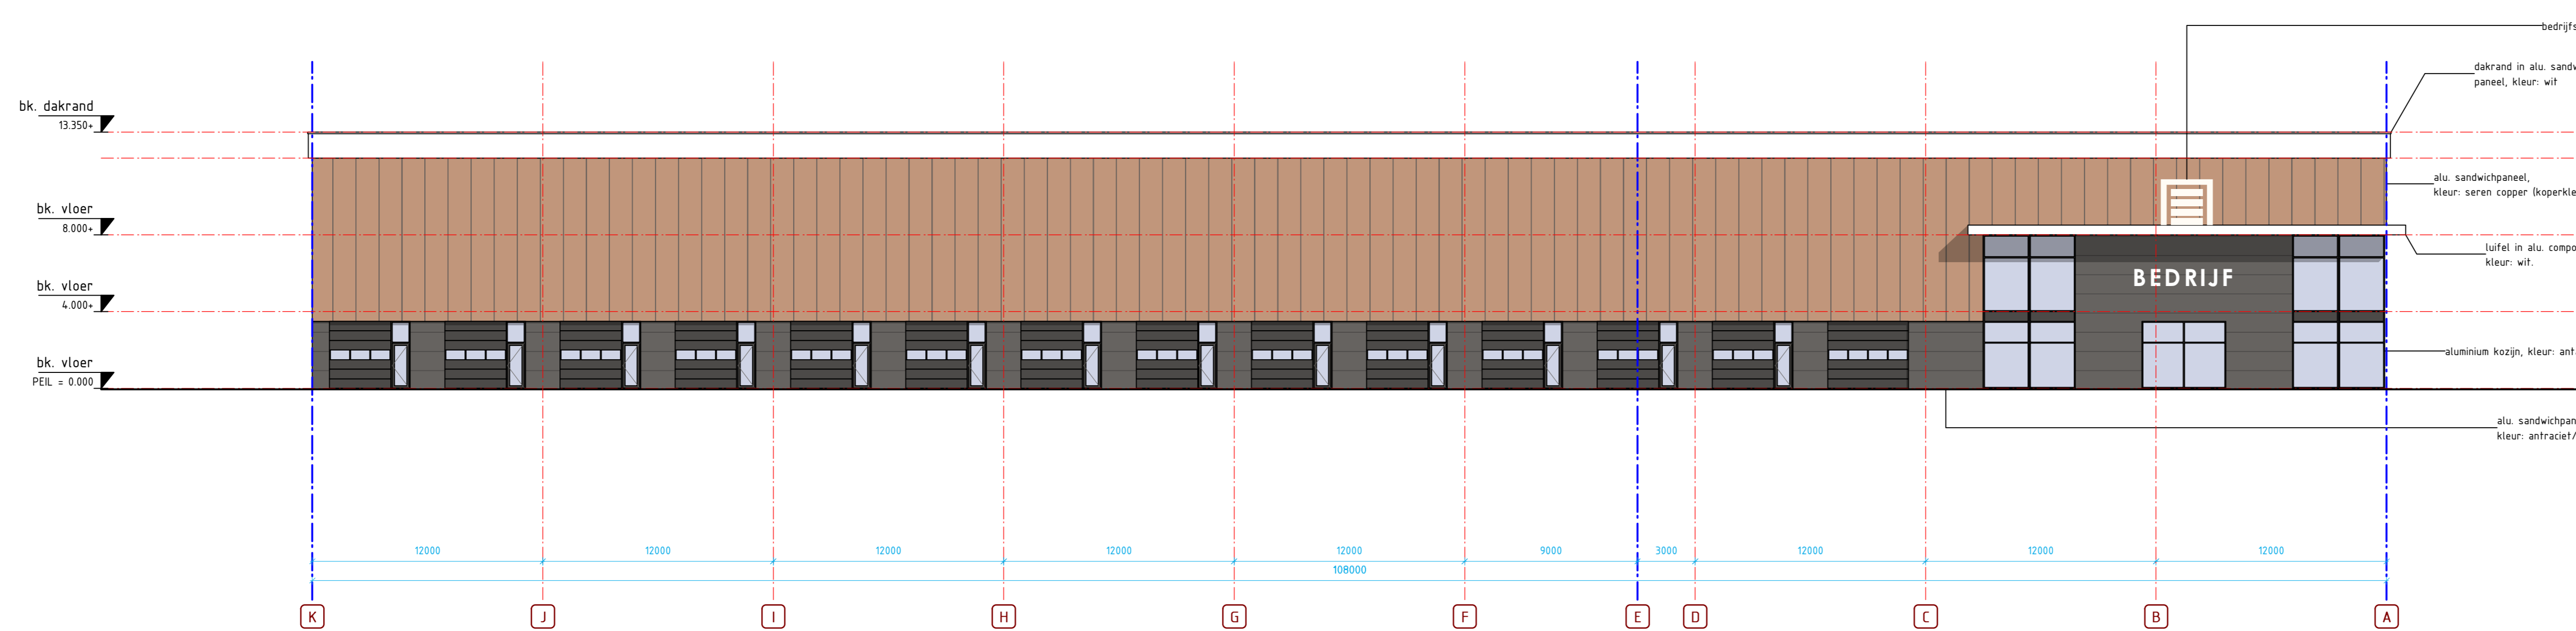 bedrijfs
dakrand in alu. sandw
paneel, kleur: wit
bk. dakrand
13.350+
alu. sandwichpaneel,
kleur: seren copper (koperkle
bk. vloer
8.000+
luifel in alu. compo
kleur: wit.
BEDRIJF
bk. vloer
4.000+
aluminium kozijn, kleur: ant
bk. vloer
PEIL = 0.000
alu. sandwichpan
kleur: antraciet/
12000 12000 12000 12000 12000 9000 3000 12000 12000 12000
108000
K J I H G F E D C B A